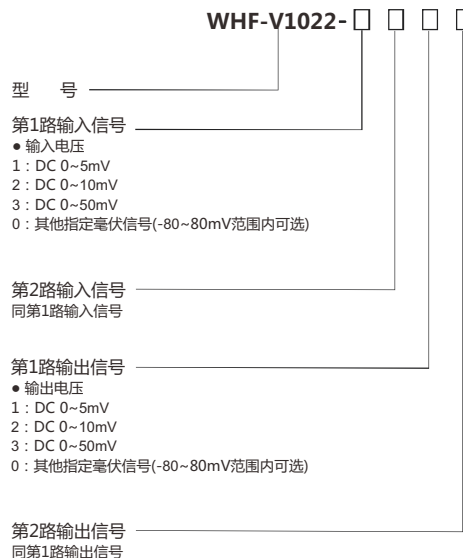 WHF-V1022-□ □ □ □
型 号
第1路输入信号
● 输入电压
1：DC 0~5mV
2：DC 0~10mV
3：DC 0~50mV
0：其他指定毫伏信号(-80~80mV范围内可选)
第2路输入信号
同第1路输入信号
第1路输出信号
● 输出电压
1：DC 0~5mV
2：DC 0~10mV
3：DC 0~50mV
0：其他指定毫伏信号(-80~80mV范围内可选)
第2路输出信号
同第1路输出信号